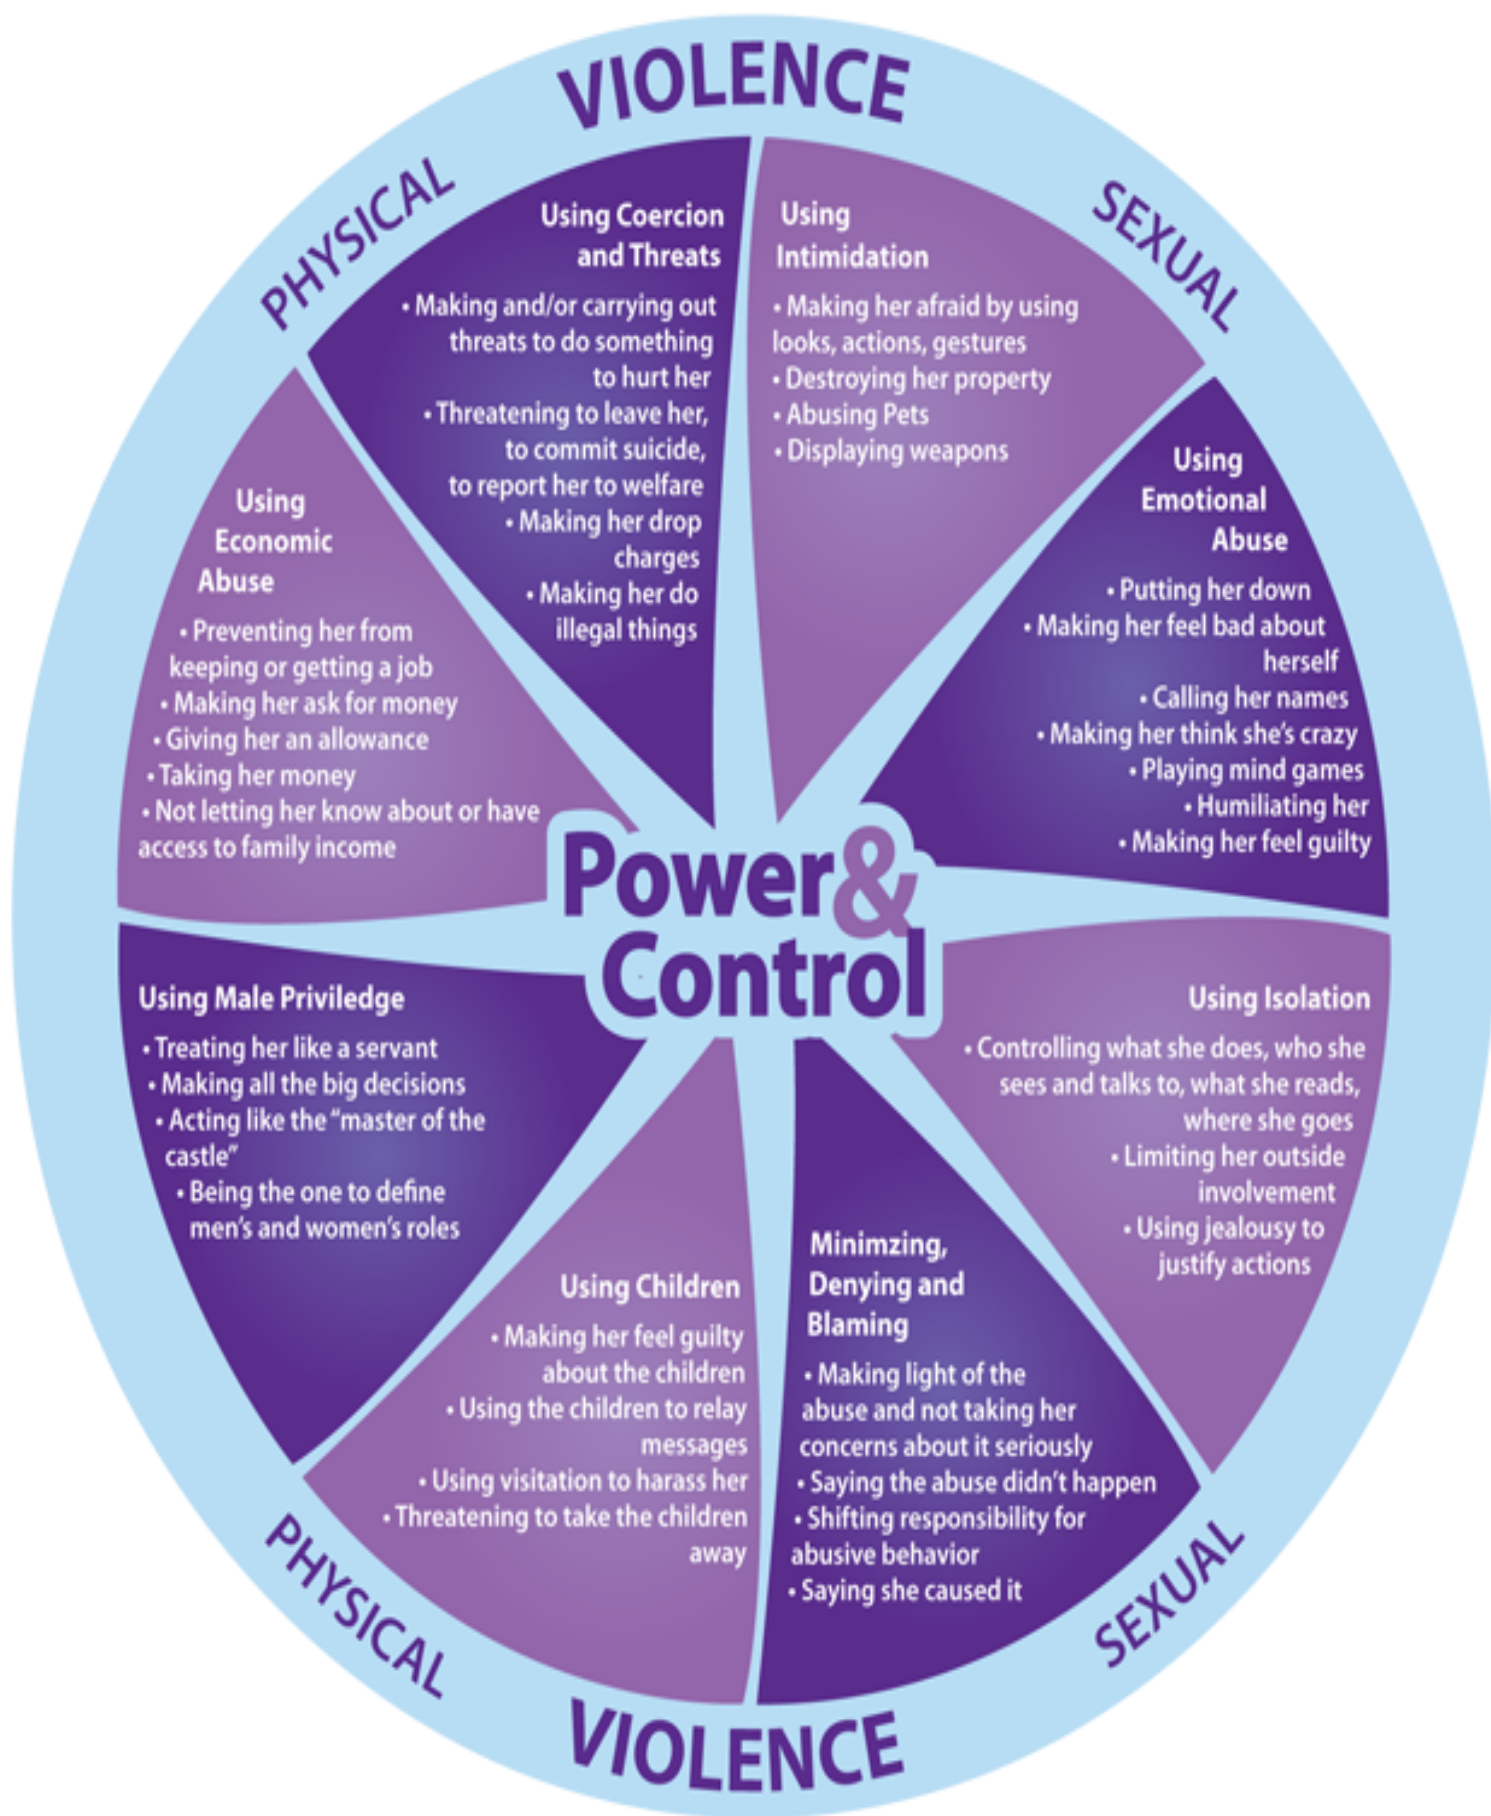 VIOLENCE
PHYSICAL
SEXUAL
Using Coercion
and Threats
• Making and/or carrying out
threats to do something
to hurt her
• Threatening to leave her,
to commit suicide,
to report her to welfare
• Making her drop
charges
• Making her do
illegal things
Using
Intimidation
• Making her afraid by using
looks, actions, gestures
• Destroying her property
• Abusing Pets
• Displaying weapons
Using
Emotional
Abuse
• Putting her down
• Making her feel bad about
herself
• Calling her names
• Making her think she's crazy
• Playing mind games
• Humiliating her
• Making her feel guilty
Using Isolation
• Controlling what she does, who she
sees and talks to, what she reads,
where she goes
• Limiting her outside
involvement
• Using jealousy to
justify actions
Minimzing,
Denying and
Blaming
• Making light of the
abuse and not taking her
concerns about it seriously
• Saying the abuse didn't happen
• Shifting responsibility for
abusive behavior
• Saying she caused it
Using Children
• Making her feel guilty
about the children
• Using the children to relay
messages
• Using visitation to harass her
• Threatening to take the children
away
Using Male Priviledge
• Treating her like a servant
• Making all the big decisions
• Acting like the "master of the
castle"
• Being the one to define
men's and women's roles
Using
Economic
Abuse
• Preventing her from
keeping or getting a job
• Making her ask for money
• Giving her an allowance
• Taking her money
• Not letting her know about or have
access to family income
Power &
Control
PHYSICAL
SEXUAL
VIOLENCE